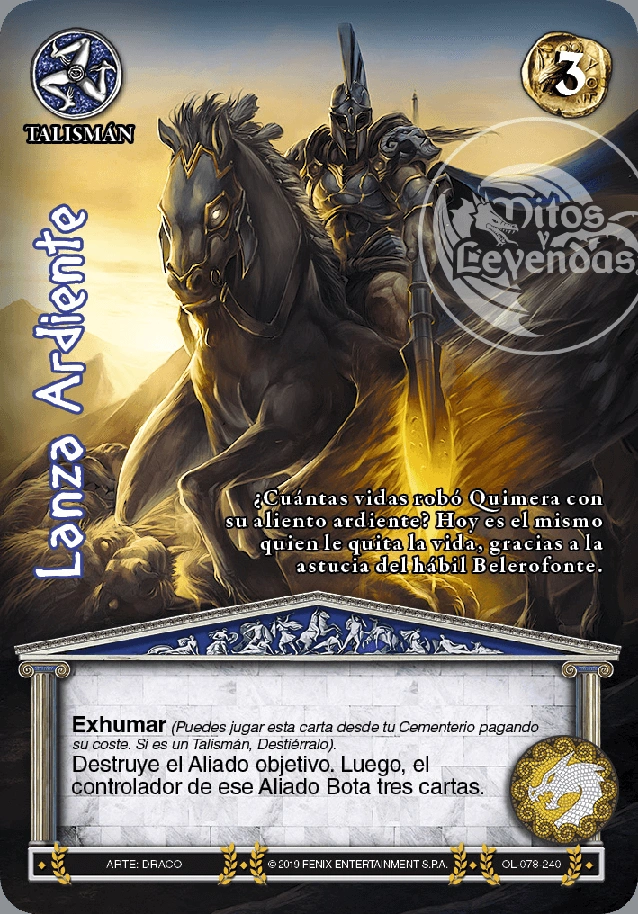 TALISMÁN
3
Mitos
y
Leyendas
Lanza Ardiente
¿Cuántas vidas robó Quimera con
su aliento ardiente? Hoy es el mismo
quien le quita la vida, gracias a la
astucia del hábil Belerofonte.
Exhumar (Puedes jugar esta carta desde tu Cementerio pagando
su coste. Si es un Talismán, Destiérralo).
Destruye el Aliado objetivo. Luego, el
controlador de ese Aliado Bota tres cartas.
ARTE: DRACO
© 2019 FENIX ENTERTAINMENT S.P.A.
OL-078-240